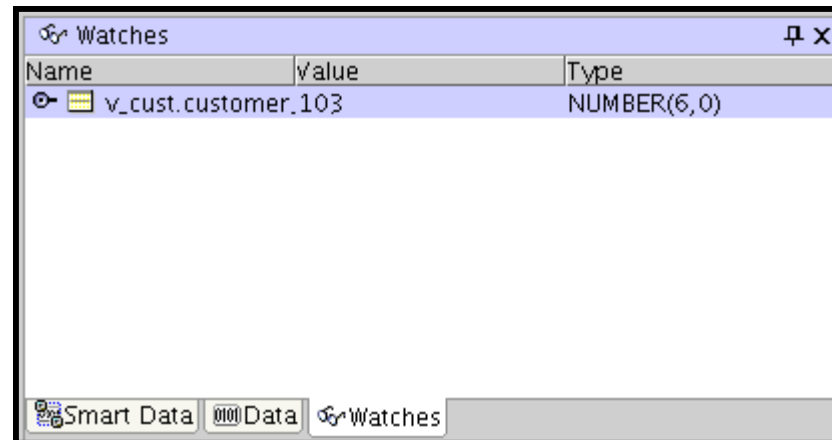 Watches
Name Value Type
v_cust.customer_ 103 NUMBER(6,0)
Smart Data Data Watches